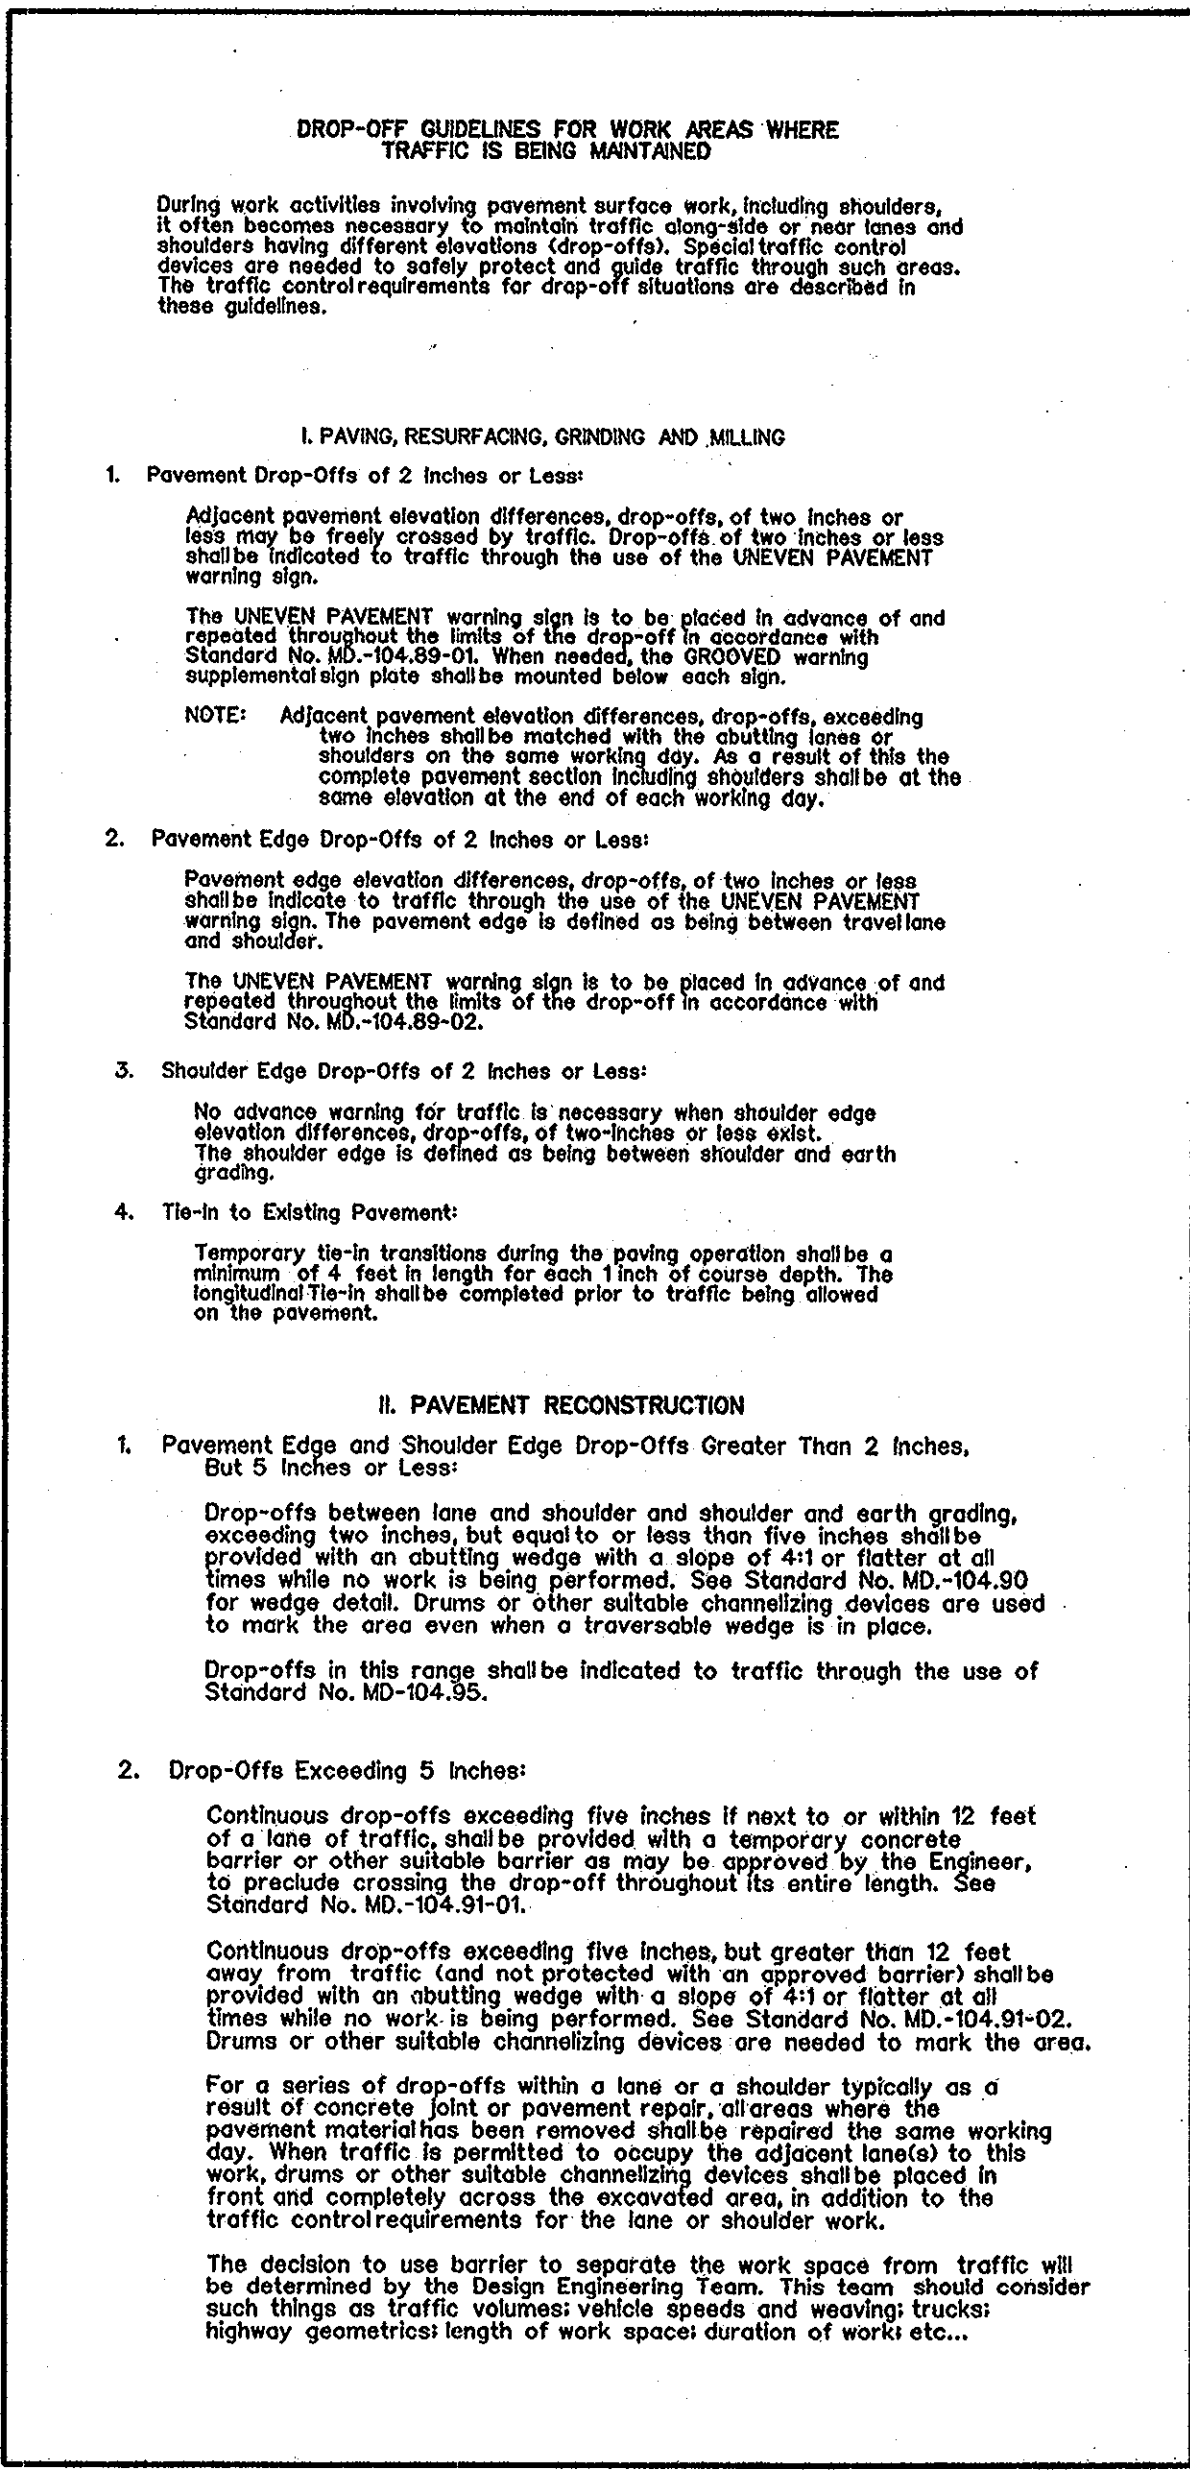 DROP-OFF GUIDELINES FOR WORK AREAS WHERE
TRAFFIC IS BEING MAINTAINED
During work activities involving pavement surface work, including shoulders,
it often becomes necessary to maintain traffic along-side or near lanes and
shoulders having different elevations (drop-offs). Special traffic control
devices are needed to safely protect and guide traffic through such areas.
The traffic control requirements for drop-off situations are described in
these guidelines.
I. PAVING, RESURFACING, GRINDING AND MILLING
1. Pavement Drop-Offs of 2 Inches or Less:
Adjacent pavement elevation differences, drop-offs, of two inches or
less may be freely crossed by traffic. Drop-offs of two inches or less
shall be indicated to traffic through the use of the UNEVEN PAVEMENT
warning sign.
The UNEVEN PAVEMENT warning sign is to be placed in advance of and
repeated throughout the limits of the drop-off in accordance with
Standard No. MD.-104.89-01. When needed, the GROOVED warning
supplemental sign plate shall be mounted below each sign.
NOTE: Adjacent pavement elevation differences, drop-offs, exceeding
two inches shall be matched with the abutting lanes or
shoulders on the same working day. As a result of this the
complete pavement section including shoulders shall be at the
same elevation at the end of each working day.
2. Pavement Edge Drop-Offs of 2 Inches or Less:
Pavement edge elevation differences, drop-offs, of two inches or less
shall be indicate to traffic through the use of the UNEVEN PAVEMENT
warning sign. The pavement edge is defined as being between travel lane
and shoulder.
The UNEVEN PAVEMENT warning sign is to be placed in advance of and
repeated throughout the limits of the drop-off in accordance with
Standard No. MD.-104.89-02.
3. Shoulder Edge Drop-Offs of 2 Inches or Less:
No advance warning for traffic is necessary when shoulder edge
elevation differences, drop-offs, of two-inches or less exist.
The shoulder edge is defined as being between shoulder and earth
grading.
4. Tie-In to Existing Pavement:
Temporary tie-in transitions during the paving operation shall be a
minimum of 4 feet in length for each 1 inch of course depth. The
longitudinal Tie-in shall be completed prior to traffic being allowed
on the pavement.
II. PAVEMENT RECONSTRUCTION
1. Pavement Edge and Shoulder Edge Drop-Offs Greater Than 2 Inches,
But 5 Inches or Less:
Drop-offs between lane and shoulder and shoulder and earth grading,
exceeding two inches, but equal to or less than five inches shall be
provided with an abutting wedge with a slope of 4:1 or flatter at all
times while no work is being performed. See Standard No. MD.-104.90
for wedge detail. Drums or other suitable channelizing devices are used
to mark the area even when a traversable wedge is in place.
Drop-offs in this range shall be indicated to traffic through the use of
Standard No. MD-104.95.
2. Drop-Offs Exceeding 5 Inches:
Continuous drop-offs exceeding five inches if next to or within 12 feet
of a lane of traffic, shall be provided with a temporary concrete
barrier or other suitable barrier as may be approved by the Engineer,
to preclude crossing the drop-off throughout its entire length. See
Standard No. MD.-104.91-01.
Continuous drop-offs exceeding five inches, but greater than 12 feet
away from traffic (and not protected with an approved barrier) shall be
provided with an abutting wedge with a slope of 4:1 or flatter at all
times while no work is being performed. See Standard No. MD.-104.91-02.
Drums or other suitable channelizing devices are needed to mark the area.
For a series of drop-offs within a lane or a shoulder typically as a
result of concrete joint or pavement repair, all areas where the
pavement material has been removed shall be repaired the same working
day. When traffic is permitted to occupy the adjacent lane(s) to this
work, drums or other suitable channelizing devices shall be placed in
front and completely across the excavated area, in addition to the
traffic control requirements for the lane or shoulder work.
The decision to use barrier to separate the work space from traffic will
be determined by the Design Engineering Team. This team should consider
such things as traffic volumes; vehicle speeds and weaving; trucks;
highway geometrics; length of work space; duration of work; etc...